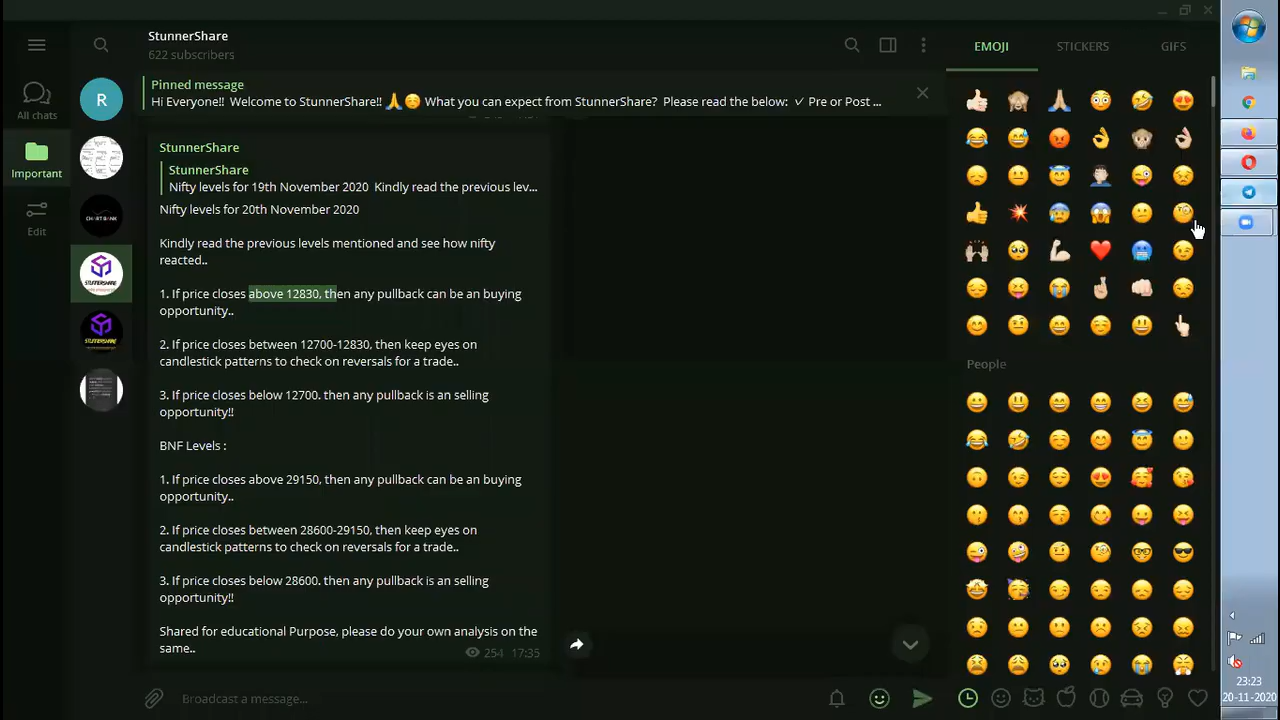 StunnerShare
622 subscribers
EMOJI
STICKERS
GIFS
R
All chats
Important
Edit
Pinned message
Hi Everyone!! Welcome to StunnerShare!! 🙏☺️ What you can expect from StunnerShare? Please read the below: ✓ Pre or Post ...
StunnerShare
StunnerShare
Nifty levels for 19th November 2020 Kindly read the previous lev...
Nifty levels for 20th November 2020
Kindly read the previous levels mentioned and see how nifty
reacted..
1. If price closes above 12830, then any pullback can be an buying
opportunity..
2. If price closes between 12700-12830, then keep eyes on
candlestick patterns to check on reversals for a trade..
3. If price closes below 12700. then any pullback is an selling
opportunity!!
BNF Levels :
1. If price closes above 29150, then any pullback can be an buying
opportunity..
2. If price closes between 28600-29150, then keep eyes on
candlestick patterns to check on reversals for a trade..
3. If price closes below 28600. then any pullback is an selling
opportunity!!
Shared for educational Purpose, please do your own analysis on the
same..
254 17:35
Broadcast a message...
People
CHART BANK
STUNNERSHARE
STUNNERSHARE
23:23
20-11-2020